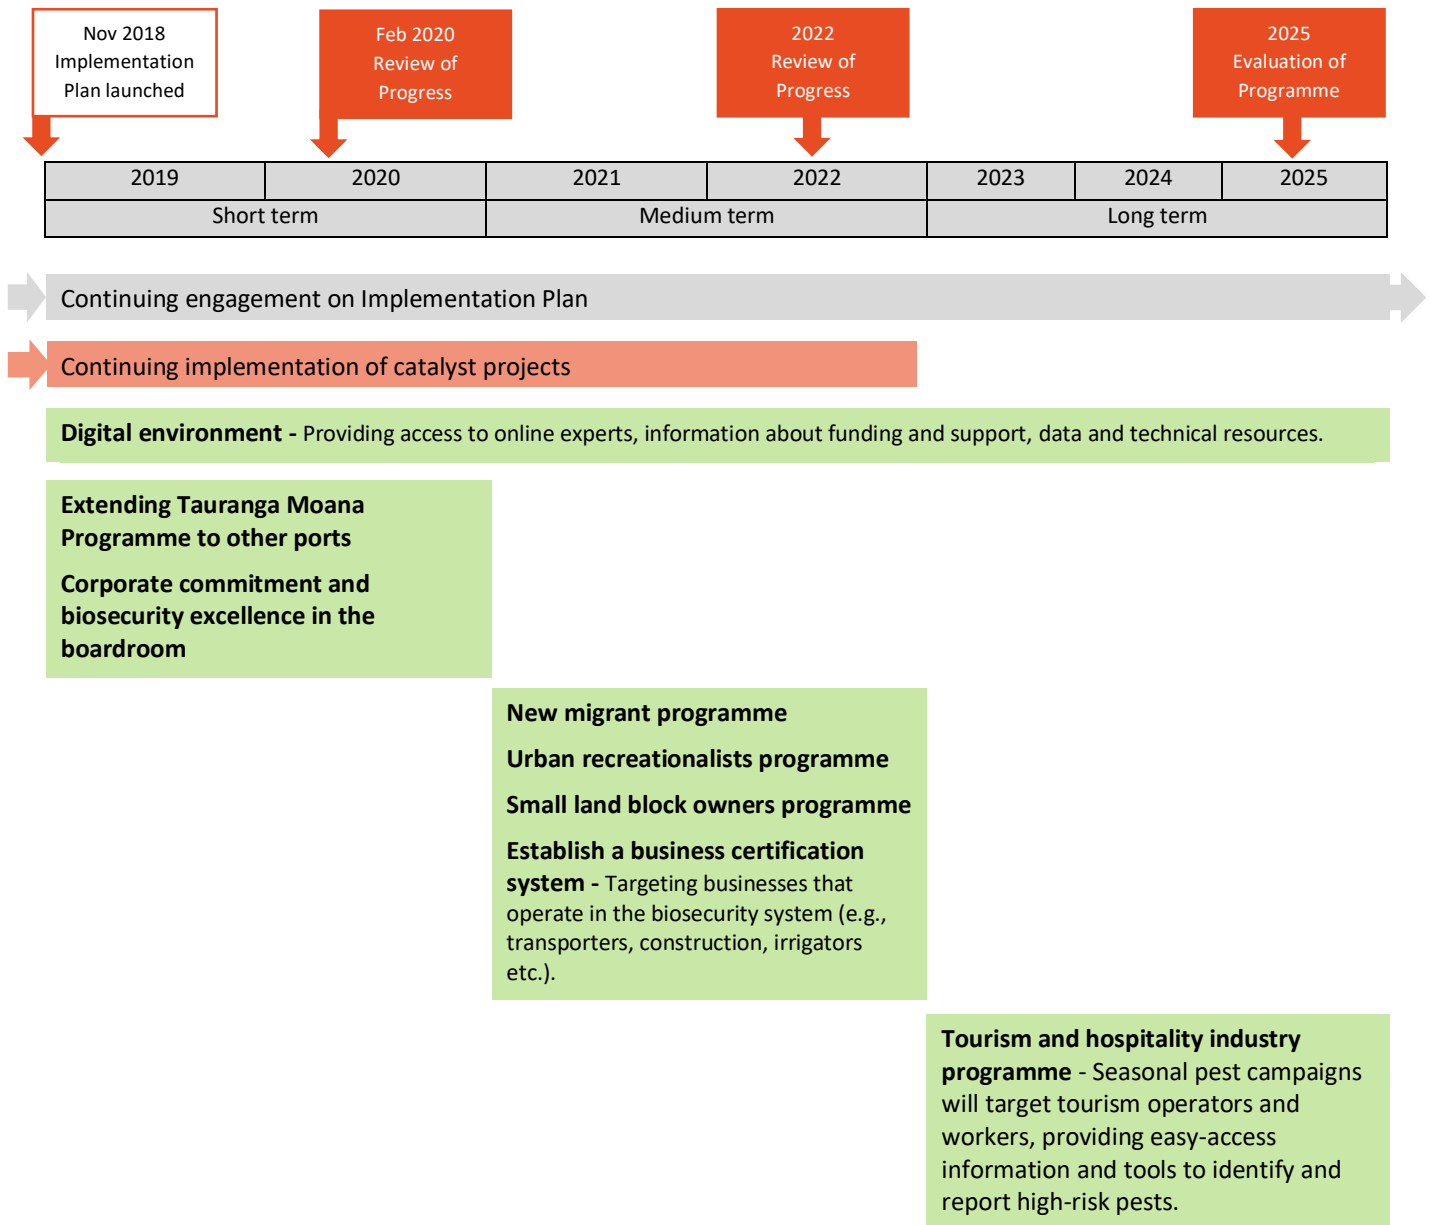 Nov 2018
Implementation
Plan launched
Feb 2020
Review of
Progress
2022
Review of
Progress
2025
Evaluation of
Programme
2019 2020 2021 2022 2023 2024 2025
Short term Medium term Long term
Continuing engagement on Implementation Plan
Continuing implementation of catalyst projects
Digital environment - Providing access to online experts, information about funding and support, data and technical resources.
Extending Tauranga Moana
Programme to other ports
Corporate commitment and
biosecurity excellence in the
boardroom
New migrant programme
Urban recreationalists programme
Small land block owners programme
Establish a business certification
system - Targeting businesses that
operate in the biosecurity system (e.g.,
transporters, construction, irrigators
etc.).
Tourism and hospitality industry
programme - Seasonal pest campaigns
will target tourism operators and
workers, providing easy-access
information and tools to identify and
report high-risk pests.